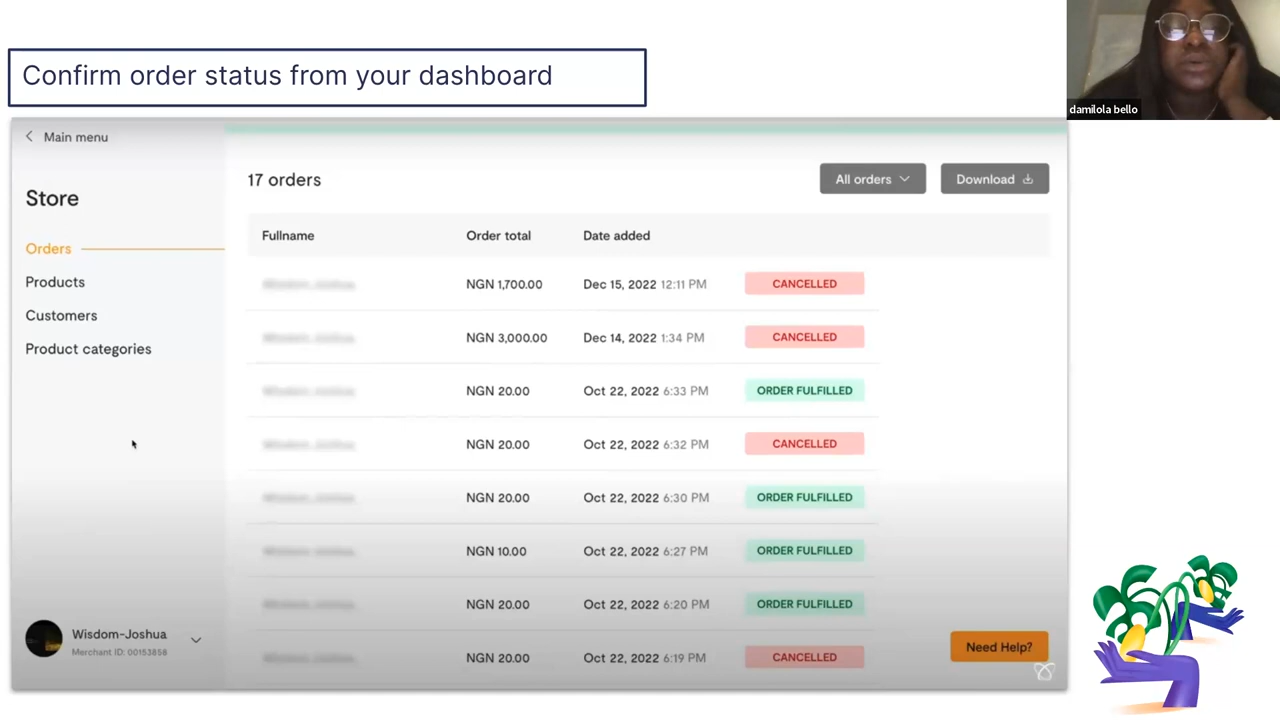 Confirm order status from your dashboard
damilola bello
Main menu
Store
Orders
Products
Customers
Product categories
Wisdom-Joshua
Merchant ID: 00153858
17 orders
All orders
Download
Fullname Order total Date added
NGN 1,700.00 Dec 15, 2022 12:11 PM CANCELLED
NGN 3,000.00 Dec 14, 2022 1:34 PM CANCELLED
NGN 20.00 Oct 22, 2022 6:33 PM ORDER FULFILLED
NGN 20.00 Oct 22, 2022 6:32 PM CANCELLED
NGN 20.00 Oct 22, 2022 6:30 PM ORDER FULFILLED
NGN 10.00 Oct 22, 2022 6:27 PM ORDER FULFILLED
NGN 20.00 Oct 22, 2022 6:20 PM ORDER FULFILLED
NGN 20.00 Oct 22, 2022 6:19 PM CANCELLED
Need Help?